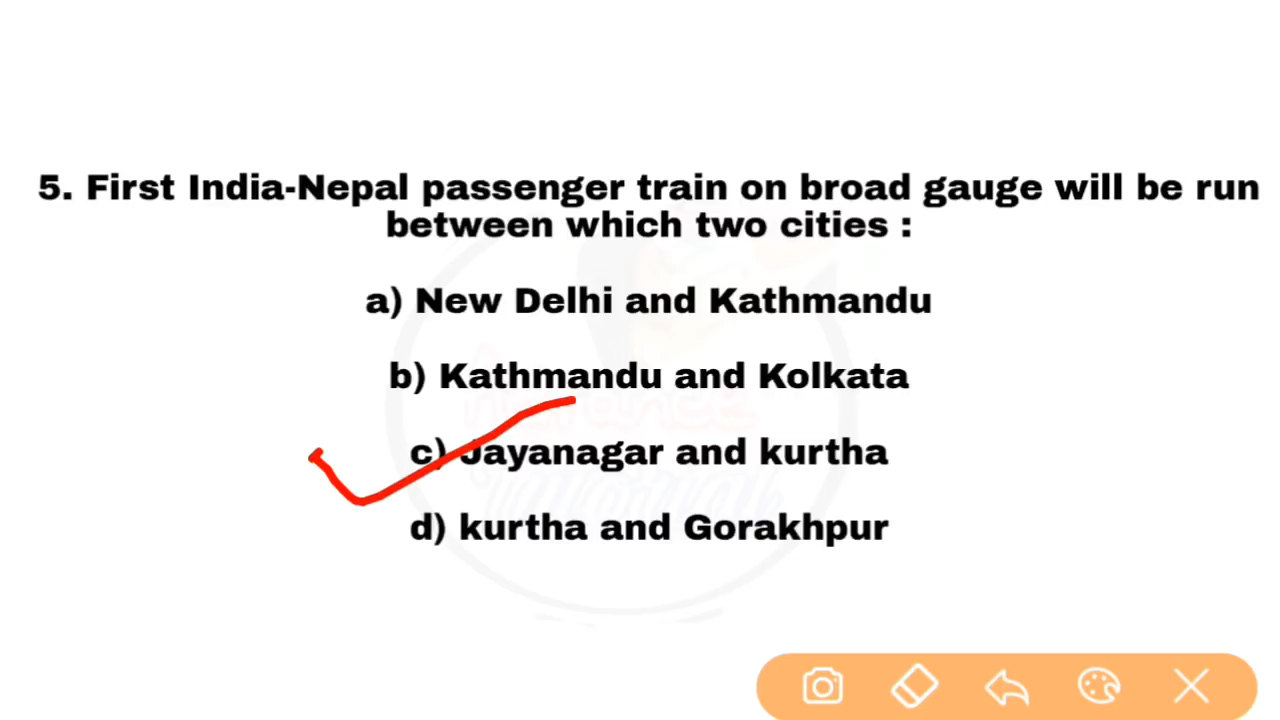 5. First India-Nepal passenger train on broad gauge will be run
between which two cities :
a) New Delhi and Kathmandu
b) Kathmandu and Kolkata
c) Jayanagar and kurtha
d) kurtha and Gorakhpur